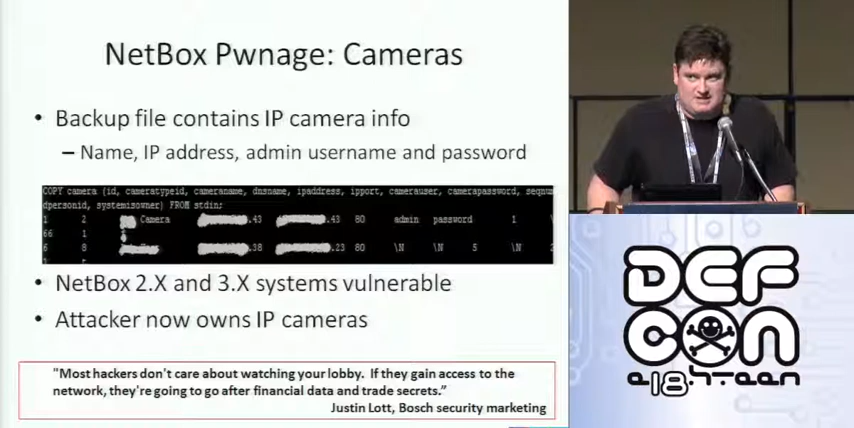 NetBox Pwnage: Cameras
• Backup file contains IP camera info
– Name, IP address, admin username and password
COPY camera (id, cameratypeid, cameraname, dnsname, ipaddress, ipport, camerauser, camerapassword, seqnu
dpersonid, systemisowner) FROM stdin;
1 2 Camera .43 .43 80 admin password 1 \
66 1
6 8 .38 .23 80 \N \N 5 \N 2
• NetBox 2.X and 3.X systems vulnerable
• Attacker now owns IP cameras
"Most hackers don't care about watching your lobby. If they gain access to the
network, they're going to go after financial data and trade secrets.”
Justin Lott, Bosch security marketing
DEF
CON